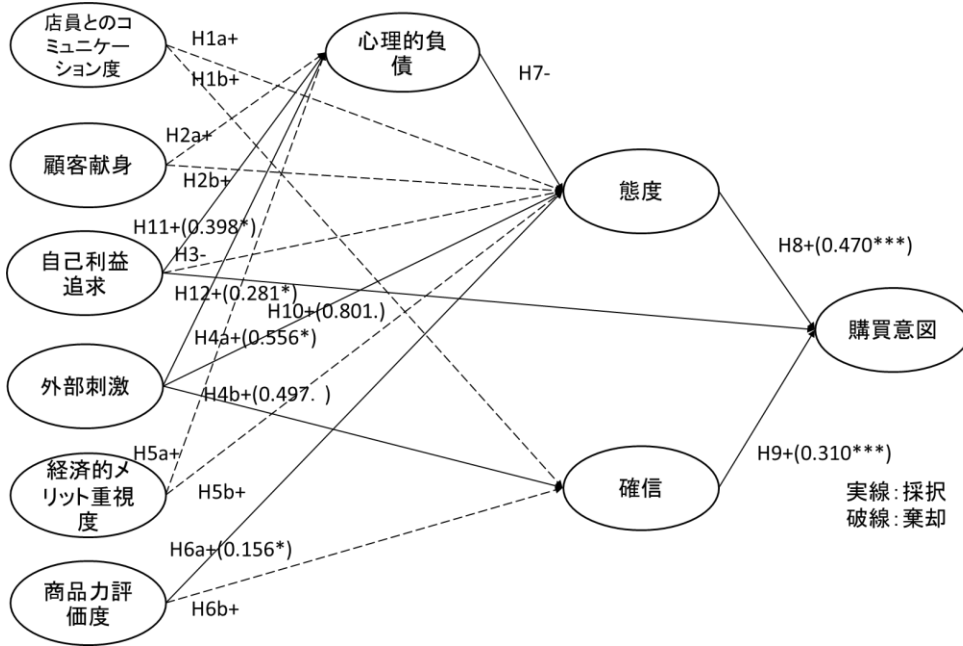 店員とのコ
ミュニケー
ション度
心理的負
債
H1a+
H1b+
H7-
H2a+
顧客献身
H2b+
態度
H11+(0.398*)
H3-
自己利益
追求
H8+(0.470***)
H12+(0.281*)
H10+(0.801.)
購買意図
H4a+(0.556*)
外部刺激
H4b+(0.497. )
H5a+
経済的メ
リット重視
度
H5b+
確信
H9+(0.310***)
実線:採択
破線:棄却
H6a+(0.156*)
商品力評
価度
H6b+